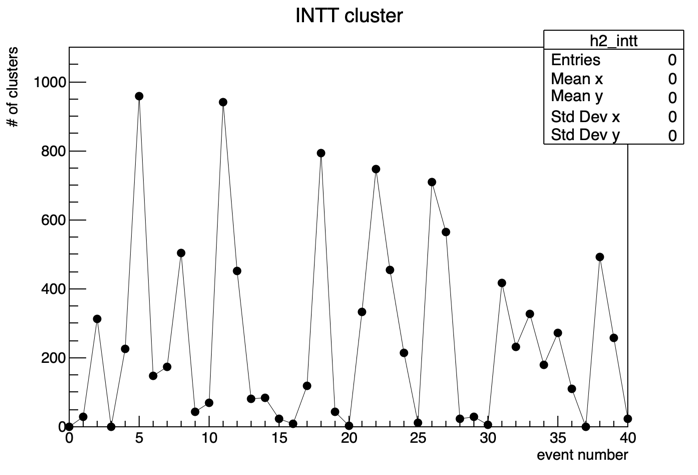 INTT cluster
h2_intt
Entries 0
Mean x 0
Mean y 0
Std Dev x 0
Std Dev y 0
# of clusters
1000
800
600
400
200
0
0 5 10 15 20 25 30 35 40
event number